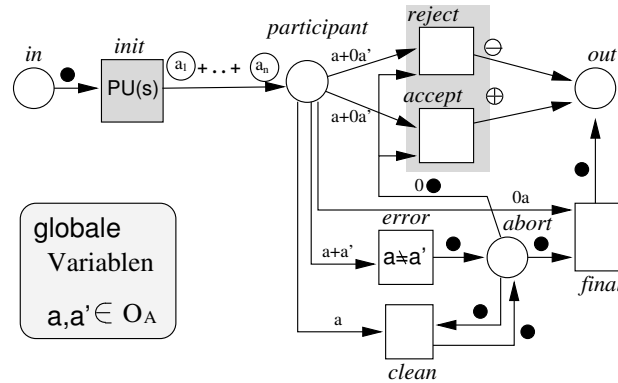 reject
participant
in
init
a1 +..+ an
a+0a'
⊖
out
PU(s)
accept
a+0a'
⊕
0●
0a
error
abort
globale
Variablen
a,a' ∈ OA
a+a'
a≠a'
final
a
clean